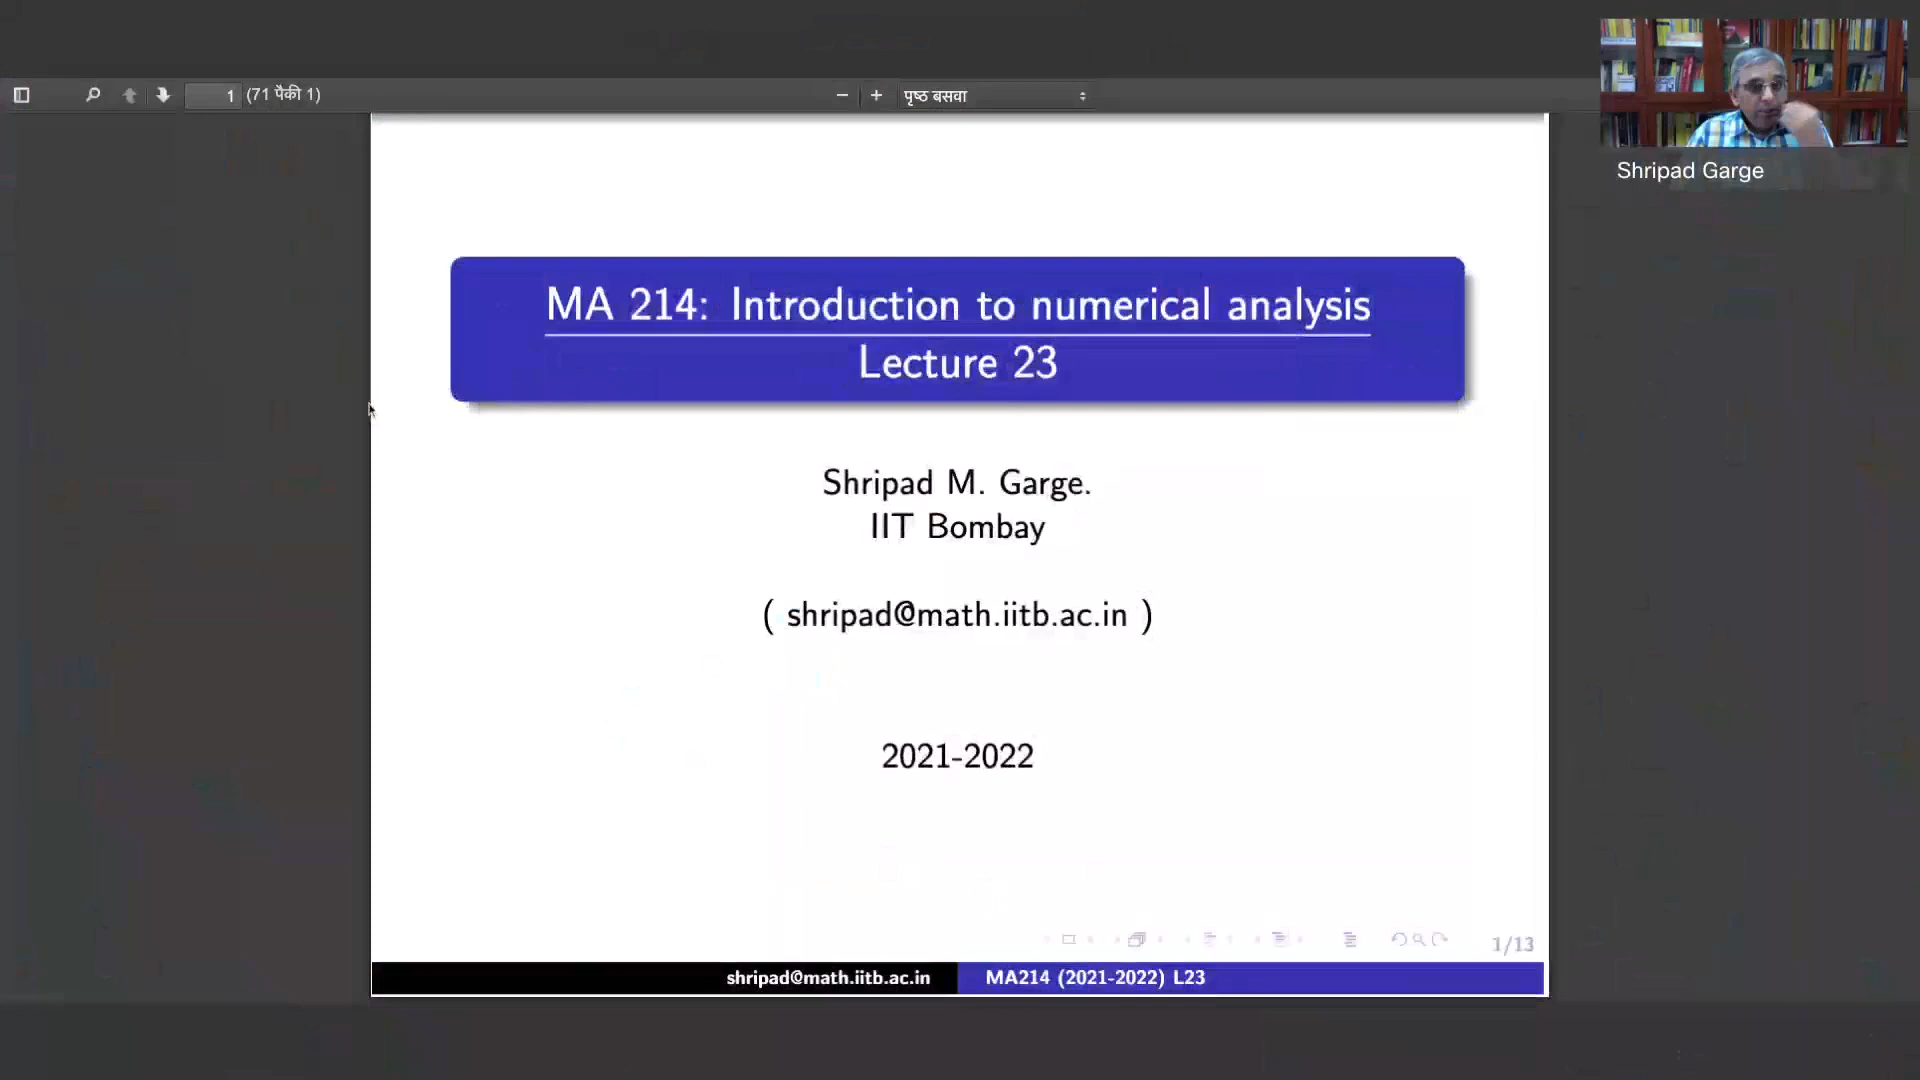 1 (71 पैकी 1)
पृष्ठ बसवा
Shripad Garge
MA 214: Introduction to numerical analysis
Lecture 23
Shripad M. Garge.
IIT Bombay
( shripad@math.iitb.ac.in )
2021-2022
1/13
shripad@math.iitb.ac.in MA214 (2021-2022) L23